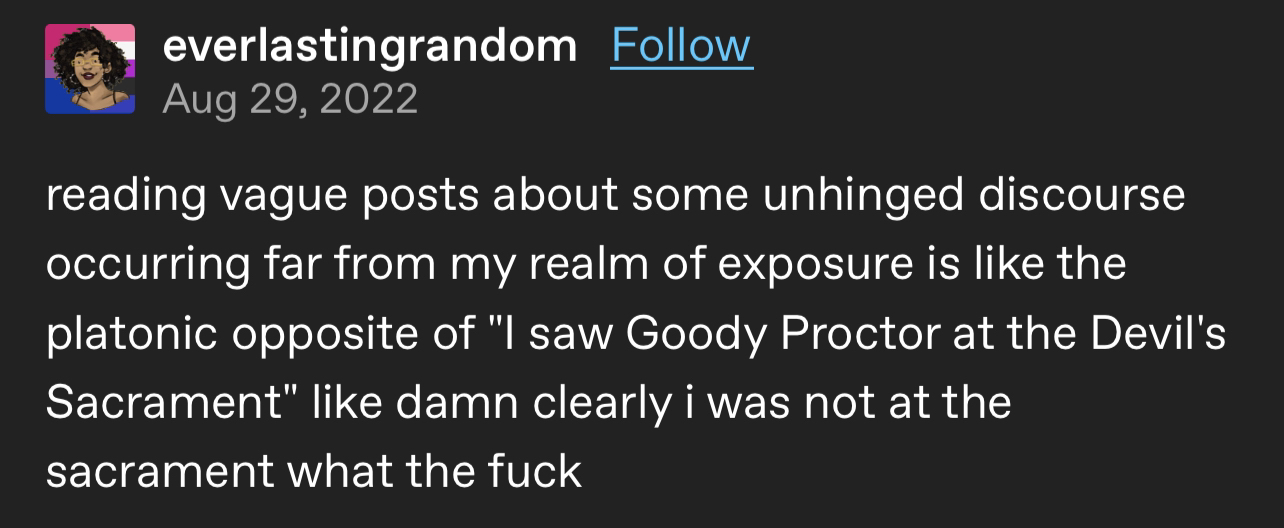 everlastingrandom Follow
Aug 29, 2022
reading vague posts about some unhinged discourse
occurring far from my realm of exposure is like the
platonic opposite of "I saw Goody Proctor at the Devil's
Sacrament" like damn clearly i was not at the
sacrament what the fuck